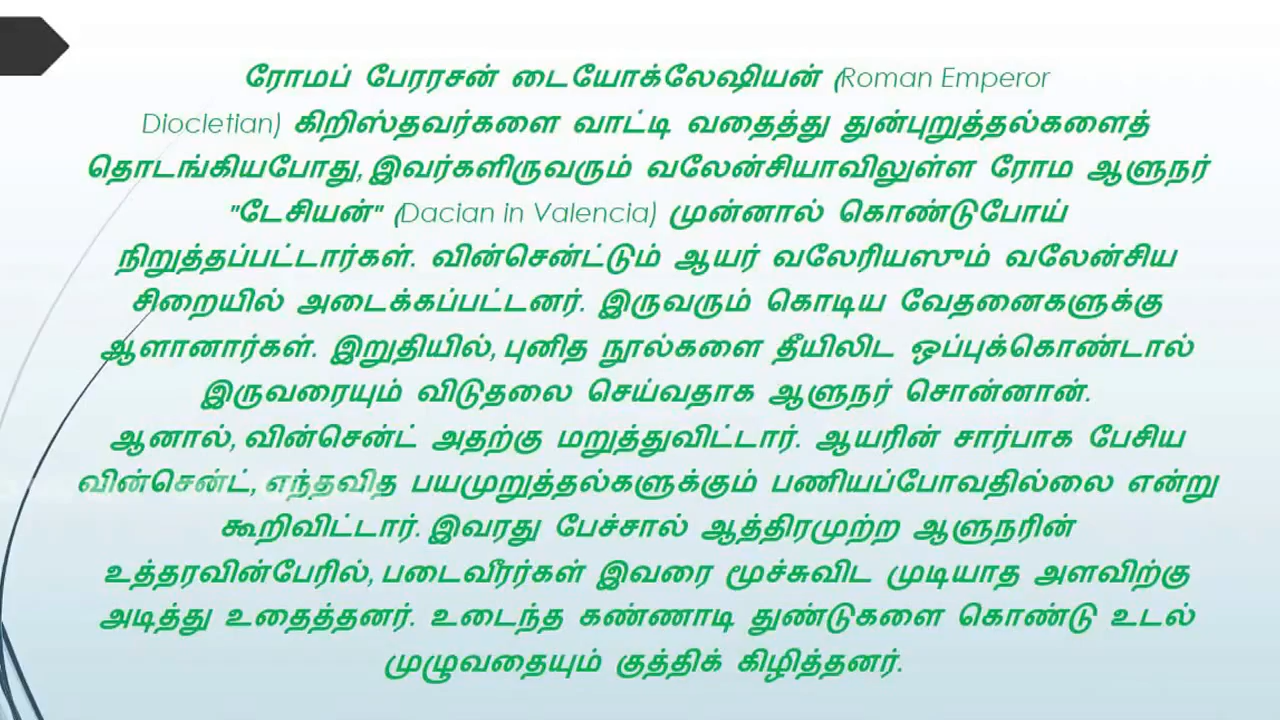 ரோமப் பேரரசன் டையோக்லேஷியன் (Roman Emperor
Diocletian) கிறிஸ்தவர்களை வாட்டி வதைத்து துன்புறுத்தல்களைத்
தொடங்கியபோது, இவர்களிருவரும் வலேன்சியாவிலுள்ள ரோம ஆளுநர்
"டேசியன்" (Dacian in Valencia) முன்னால் கொண்டுபோய்
நிறுத்தப்பட்டார்கள். வின்சென்ட்டும் ஆயர் வலேரியஸும் வலேன்சிய
சிறையில் அடைக்கப்பட்டனர். இருவரும் கொடிய வேதனைகளுக்கு
ஆளானார்கள். இறுதியில், புனித நூல்களை தீயிலிட ஒப்புக்கொண்டால்
இருவரையும் விடுதலை செய்வதாக ஆளுநர் சொன்னான்.
ஆனால், வின்சென்ட் அதற்கு மறுத்துவிட்டார். ஆயரின் சார்பாக பேசிய
வின்சென்ட், எந்தவித பயமுறுத்தல்களுக்கும் பணியப்போவதில்லை என்று
கூறிவிட்டார். இவரது பேச்சால் ஆத்திரமுற்ற ஆளுநரின்
உத்தரவின்பேரில், படைவீரர்கள் இவரை மூச்சுவிட முடியாத அளவிற்கு
அடித்து உதைத்தனர். உடைந்த கண்ணாடி துண்டுகளை கொண்டு உடல்
முழுவதையும் குத்திக் கிழித்தனர்.